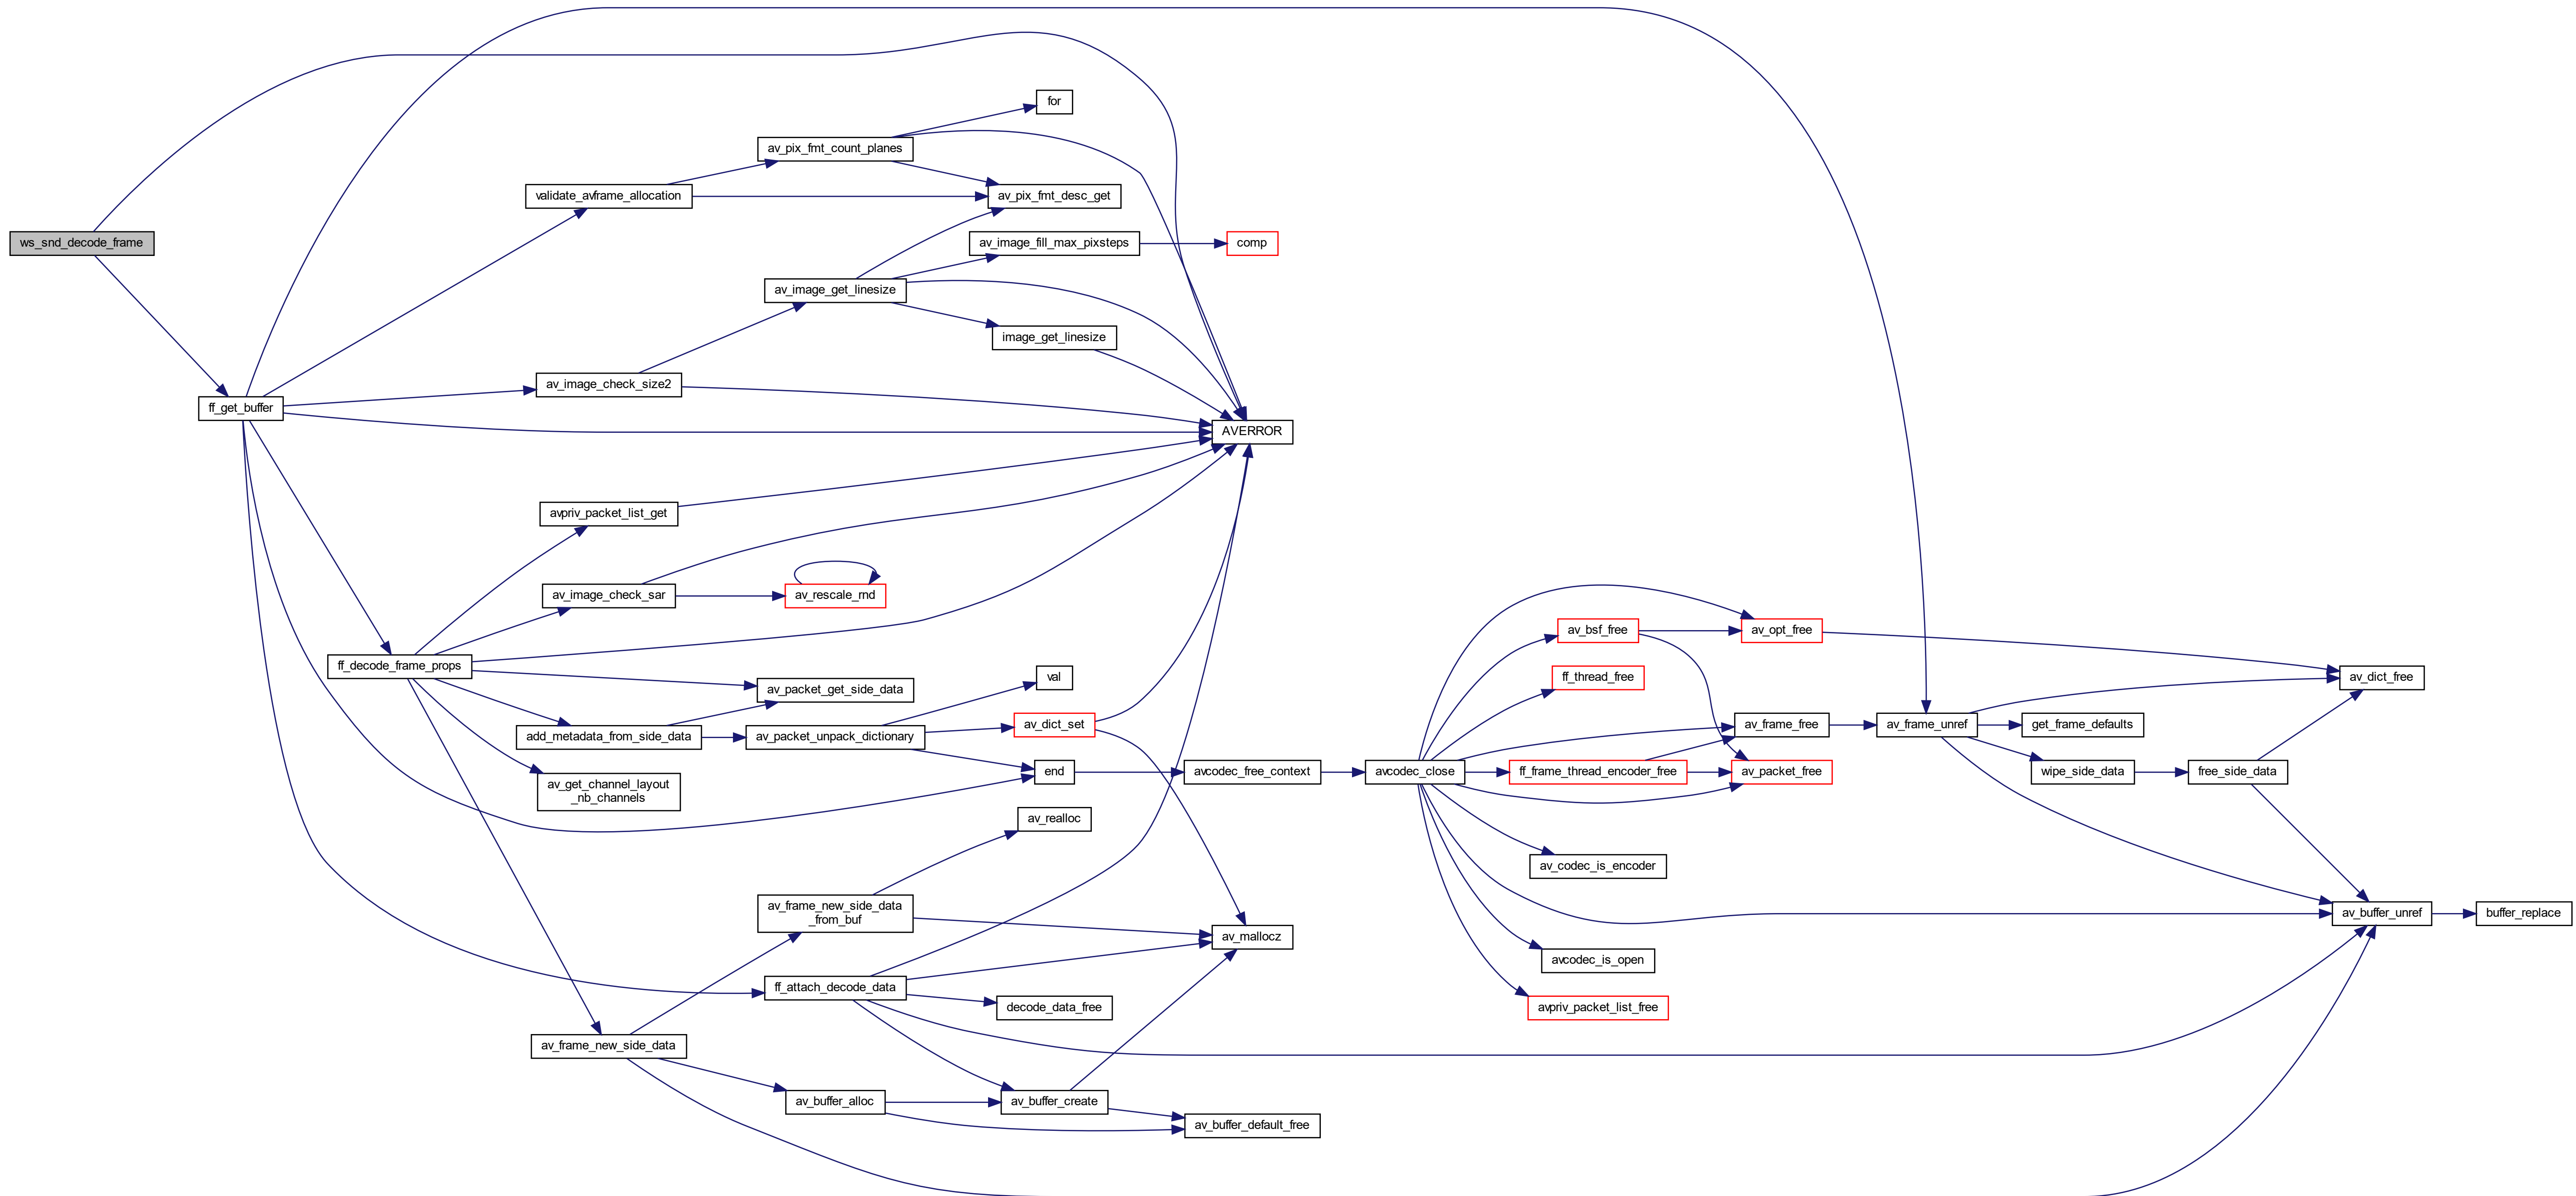 for
av_pix_fmt_count_planes
validate_avframe_allocation
av_pix_fmt_desc_get
ws_snd_decode_frame
av_image_fill_max_pixsteps
comp
av_image_get_linesize
image_get_linesize
av_image_check_size2
ff_get_buffer
AVERROR
avpriv_packet_list_get
av_image_check_sar
av_rescale_rnd
av_bsf_free
av_opt_free
ff_decode_frame_props
val
ff_thread_free
av_dict_free
av_packet_get_side_data
av_dict_set
av_frame_free
av_frame_unref
get_frame_defaults
add_metadata_from_side_data
av_packet_unpack_dictionary
end
avcodec_free_context
avcodec_close
ff_frame_thread_encoder_free
av_packet_free
wipe_side_data
free_side_data
av_get_channel_layout
_nb_channels
av_realloc
av_codec_is_encoder
av_frame_new_side_data
_from_buf
av_buffer_unref
buffer_replace
av_mallocz
avcodec_is_open
ff_attach_decode_data
decode_data_free
avpriv_packet_list_free
av_frame_new_side_data
av_buffer_alloc
av_buffer_create
av_buffer_default_free